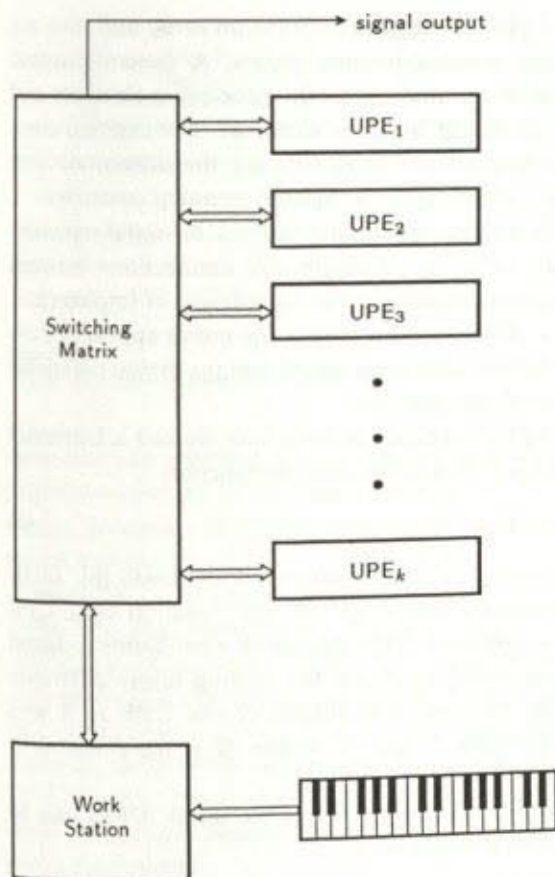 signal output
UPE₁
UPE₂
UPE₃
Switching
Matrix
UPEₖ
Work
Station